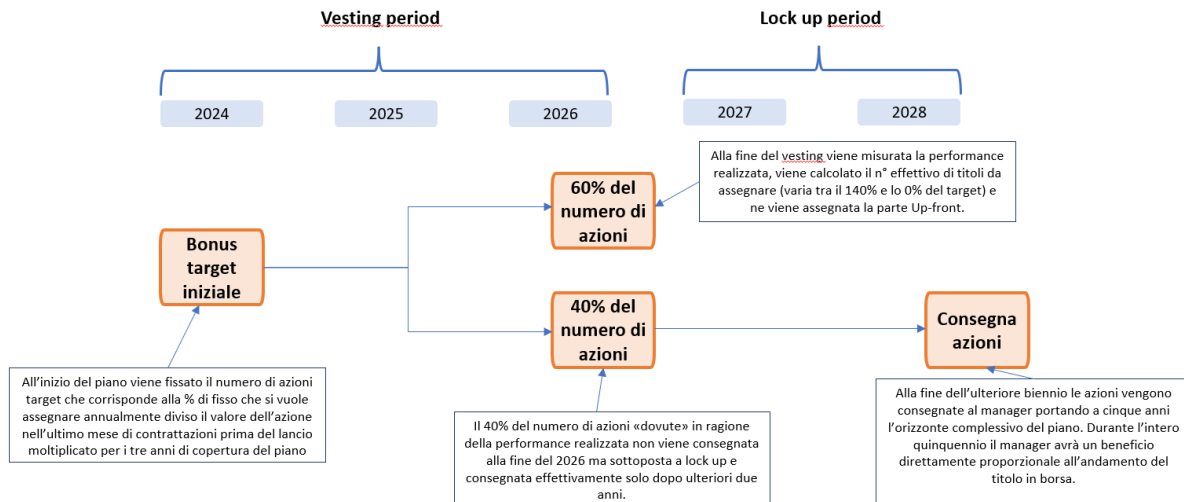 Vesting period
Lock up period
2024
2025
2026
2027
2028
Alla fine del vesting viene misurata la performance
realizzata, viene calcolato il n° effettivo di titoli da
assegnare (varia tra il 140% e lo 0% del target) e
ne viene assegnata la parte Up-front.
60% del
numero di
azioni
Bonus
target
iniziale
40% del
numero di
azioni
Consegna
azioni
All’inizio del piano viene fissato il numero di azioni
target che corrisponde alla % di fisso che si vuole
assegnare annualmente diviso il valore dell’azione
nell’ultimo mese di contrattazioni prima del lancio
moltiplicato per i tre anni di copertura del piano
Il 40% del numero di azioni «dovute» in ragione
della performance realizzata non viene consegnata
alla fine del 2026 ma sottoposta a lock up e
consegnata effettivamente solo dopo ulteriori due
anni.
Alla fine dell’ulteriore biennio le azioni vengono
consegnate al manager portando a cinque anni
l’orizzonte complessivo del piano. Durante l’intero
quinquennio il manager avrà un beneficio
direttamente proporzionale all’andamento del
titolo in borsa.